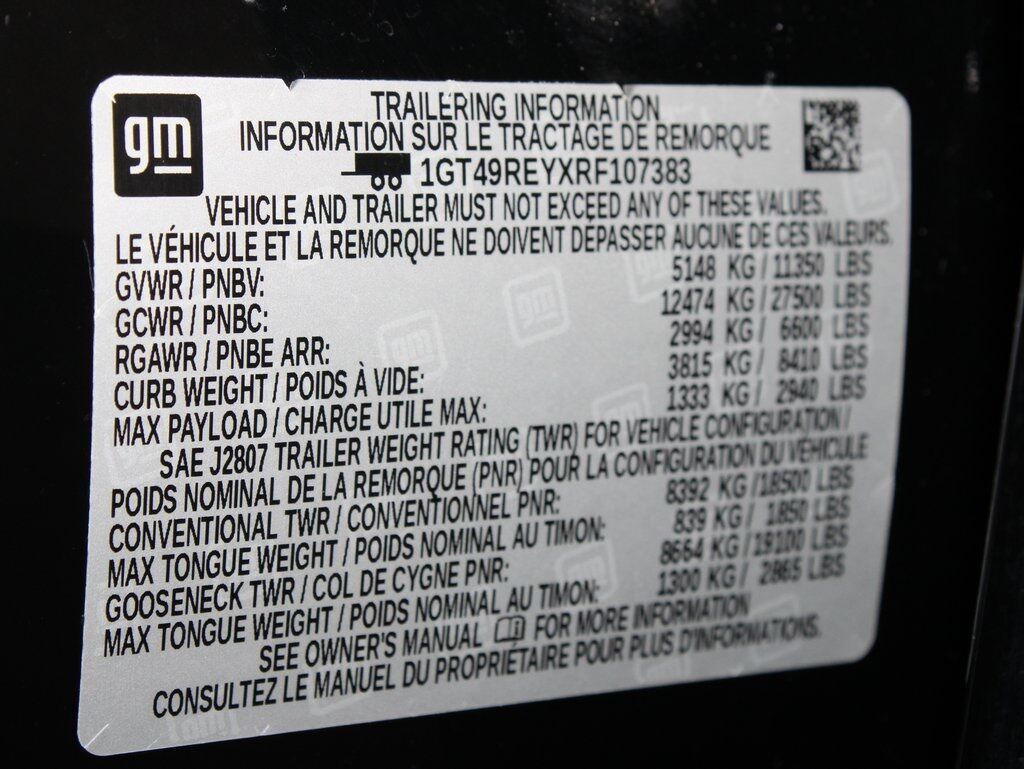 gm
TRAILERING INFORMATION
INFORMATION SUR LE TRACTAGE DE REMORQUE
1GT49REYXRF107383
VEHICLE AND TRAILER MUST NOT EXCEED ANY OF THESE VALUES.
LE VÉHICULE ET LA REMORQUE NE DOIVENT DÉPASSER AUCUNE DE CES VALEURS.
GVWR / PNBV: 5148 KG / 11350 LBS
GCWR / PNBC: 12474 KG / 27500 LBS
RGAWR / PNBE ARR: 2994 KG / 6600 LBS
CURB WEIGHT / POIDS À VIDE: 3815 KG / 8410 LBS
MAX PAYLOAD / CHARGE UTILE MAX: 1333 KG / 2940 LBS
SAE J2807 TRAILER WEIGHT RATING (TWR) FOR VEHICLE CONFIGURATION /
POIDS NOMINAL DE LA REMORQUE (PNR) POUR LA CONFIGURATION DU VÉHICULE
CONVENTIONAL TWR / CONVENTIONNEL PNR: 8392 KG / 18500 LBS
MAX TONGUE WEIGHT / POIDS NOMINAL AU TIMON: 839 KG / 1850 LBS
GOOSENECK TWR / COL DE CYGNE PNR: 8664 KG / 19100 LBS
MAX TONGUE WEIGHT / POIDS NOMINAL AU TIMON: 1300 KG / 2865 LBS
SEE OWNER'S MANUAL FOR MORE INFORMATION
CONSULTEZ LE MANUEL DU PROPRIÉTAIRE POUR PLUS D'INFORMATIONS.